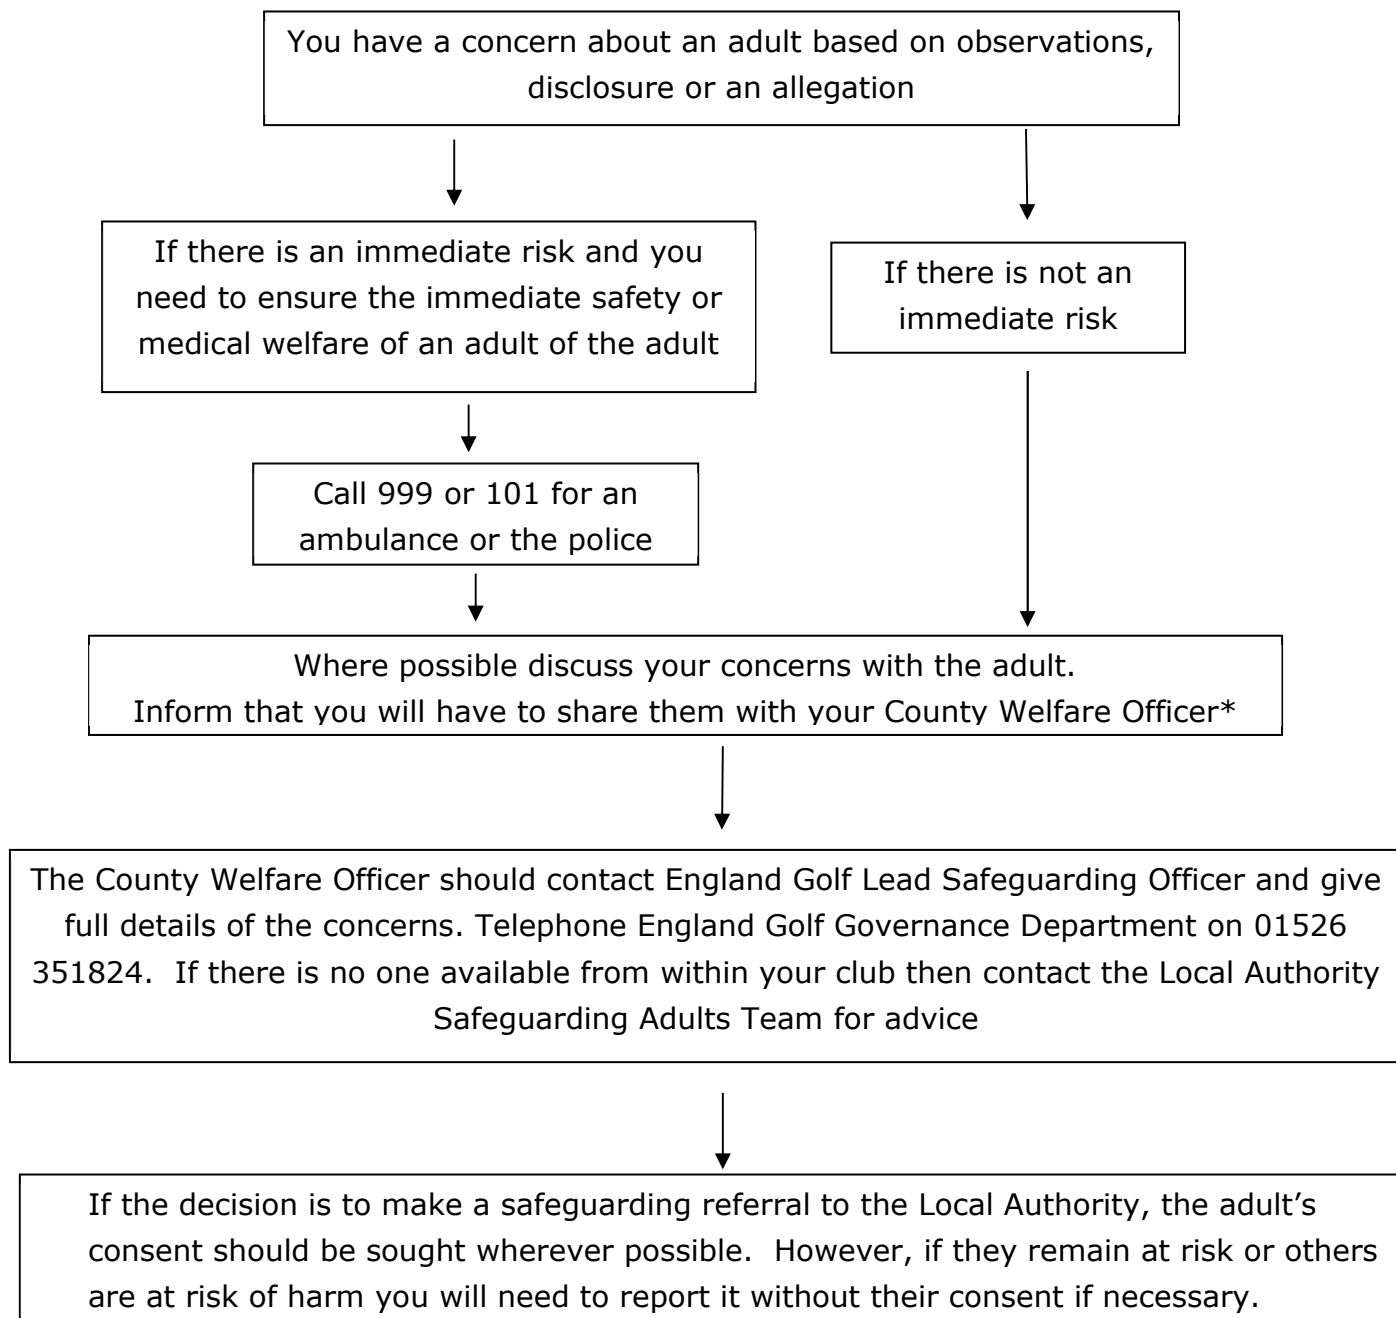 You have a concern about an adult based on observations,
disclosure or an allegation
If there is an immediate risk and you
need to ensure the immediate safety or
medical welfare of an adult of the adult
If there is not an
immediate risk
Call 999 or 101 for an
ambulance or the police
Where possible discuss your concerns with the adult.
Inform that you will have to share them with your County Welfare Officer*
The County Welfare Officer should contact England Golf Lead Safeguarding Officer and give
full details of the concerns. Telephone England Golf Governance Department on 01526
351824.  If there is no one available from within your club then contact the Local Authority
Safeguarding Adults Team for advice
If the decision is to make a safeguarding referral to the Local Authority, the adult’s
consent should be sought wherever possible.  However, if they remain at risk or others
are at risk of harm you will need to report it without their consent if necessary.